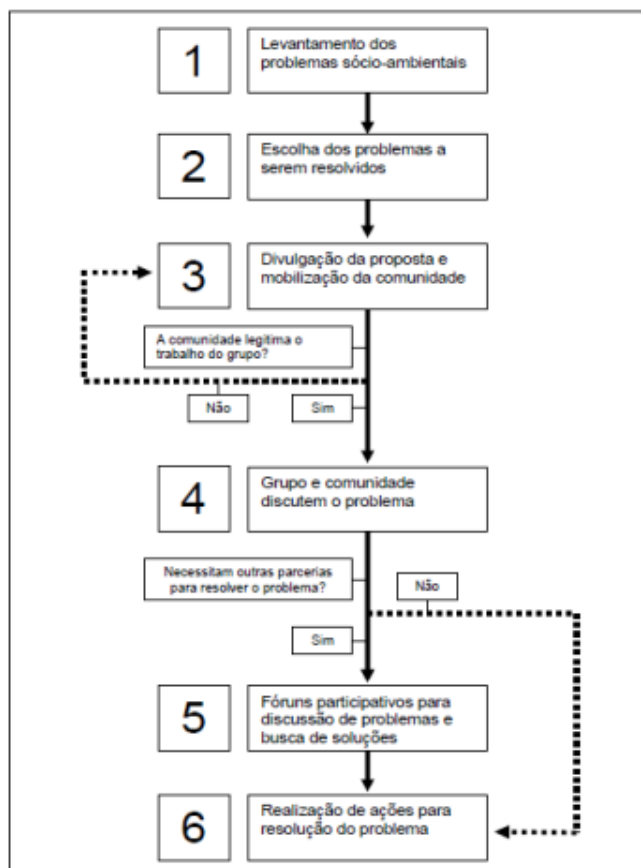 1
Levantamento dos
problemas sócio-ambientais
2
Escolha dos problemas a
serem resolvidos
3
Divulgação da proposta e
mobilização da comunidade
A comunidade legitima o
trabalho do grupo?
Não
Sim
4
Grupo e comunidade
discutem o problema
Necessitam outras parcerias
para resolver o problema?
Não
Sim
5
Fóruns participativos para
discussão de problemas e
busca de soluções
6
Realização de ações para
resolução do problema